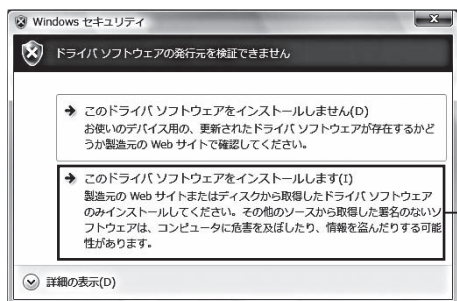 Windows セキュリティ
ドライバ ソフトウェアの発行元を検証できません
このドライバ ソフトウェアをインストールしません(D)
お使いのデバイス用の、更新されたドライバ ソフトウェアが存在するかど
うか製造元の Web サイトで確認してください。
このドライバ ソフトウェアをインストールします(I)
製造元の Web サイトまたはディスクから取得したドライバ ソフトウェア
のみインストールしてください。その他のソースから取得した署名のないソ
フトウェアは、コンピュータに危害を及ぼしたり、情報を盗んだりする可能
性があります。
詳細の表示(D)